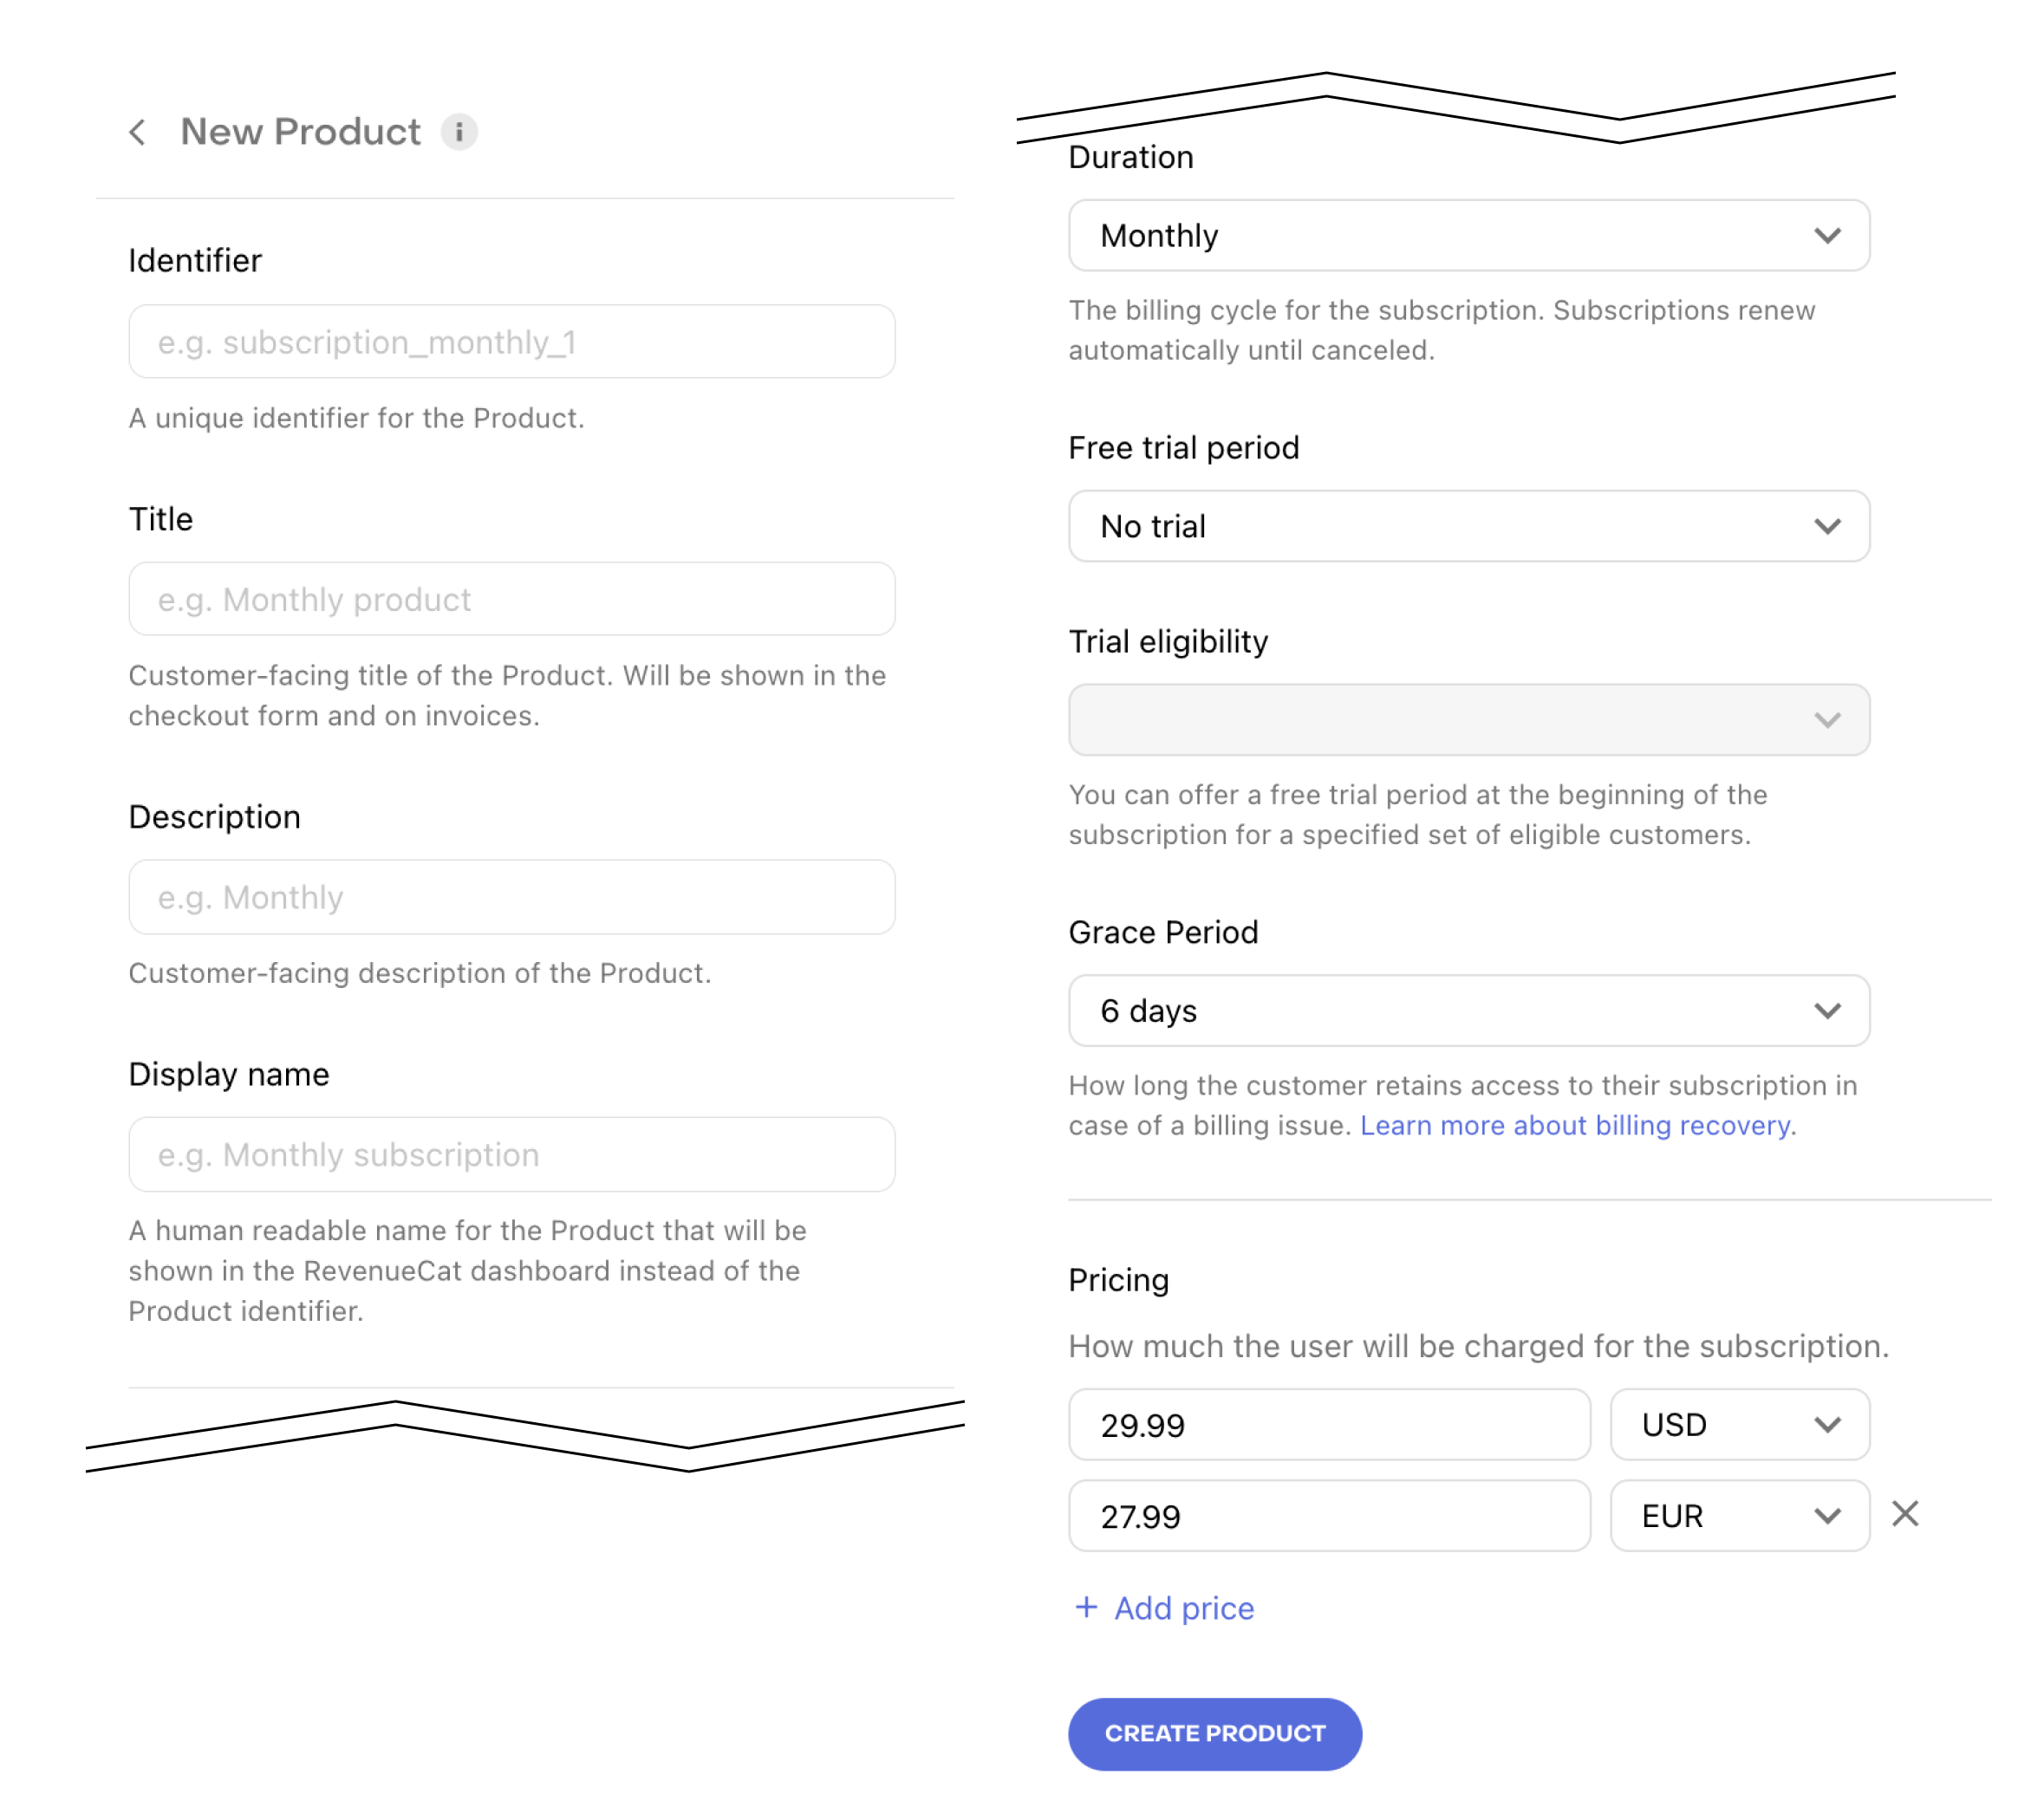 New Product
Identifier
e.g. subscription_monthly_1
A unique identifier for the Product.
Title
e.g. Monthly product
Customer-facing title of the Product. Will be shown in the
checkout form and on invoices.
Description
e.g. Monthly
Customer-facing description of the Product.
Display name
e.g. Monthly subscription
A human readable name for the Product that will be
shown in the RevenueCat dashboard instead of the
Product identifier.
Duration
Monthly
The billing cycle for the subscription. Subscriptions renew
automatically until canceled.
Free trial period
No trial
Trial eligibility
You can offer a free trial period at the beginning of the
subscription for a specified set of eligible customers.
Grace Period
6 days
How long the customer retains access to their subscription in
case of a billing issue. Learn more about billing recovery.
Pricing
How much the user will be charged for the subscription.
29.99 USD
27.99 EUR
+ Add price
CREATE PRODUCT